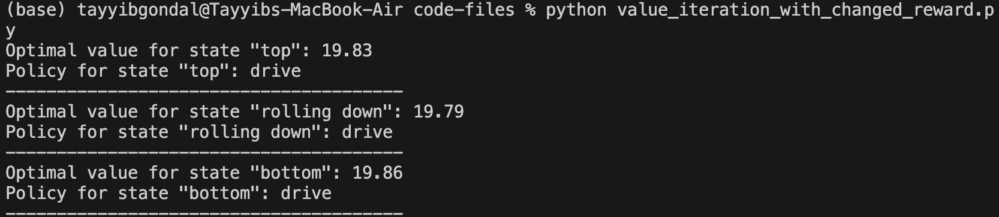 (base) tayyibgondal@Tayyibs-MacBook-Air code-files % python value_iteration_with_changed_reward.p
y
Optimal value for state "top": 19.83
Policy for state "top": drive
---------------------------------------
Optimal value for state "rolling down": 19.79
Policy for state "rolling down": drive
---------------------------------------
Optimal value for state "bottom": 19.86
Policy for state "bottom": drive
---------------------------------------